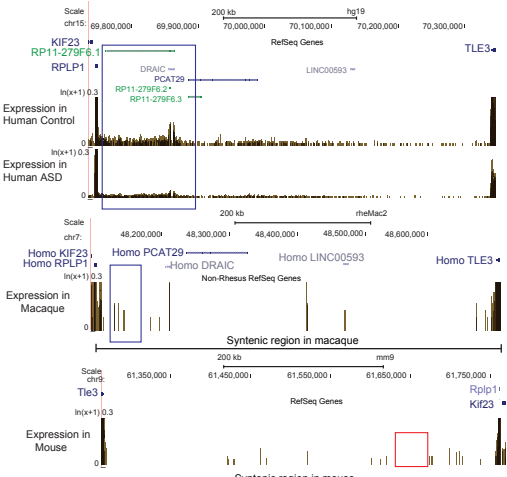 Scale 200 kb hg19
chr15: 69,800,000 69,900,000 70,000,000 70,100,000 70,200,000 70,300,000
KIF23 RefSeq Genes
RP11-279F6.1 TLE3
RPLP1 DRAIC LINC00593
PCAT29
RP11-279F6.2
ln(x+1) 0.3 RP11-279F6.3
Expression in
Human Control
0
ln(x+1) 0.3
Expression in
Human ASD
0
Scale 200 kb rheMac2
chr7: 48,200,000 48,300,000 48,400,000 48,500,000 48,600,000
Homo KIF23 Homo PCAT29 Homo LINC00593
Homo RPLP1 Homo DRAIC Homo TLE3
ln(x+1) 0.3 Non-Rhesus RefSeq Genes
Expression in
Macaque
0
Syntenic region in macaque
Scale 200 kb mm9
chr9: 61,350,000 61,450,000 61,550,000 61,650,000 61,750,000
Tle3 Rplp1
RefSeq Genes Kif23
ln(x+1) 0.3
Expression in
Mouse
0